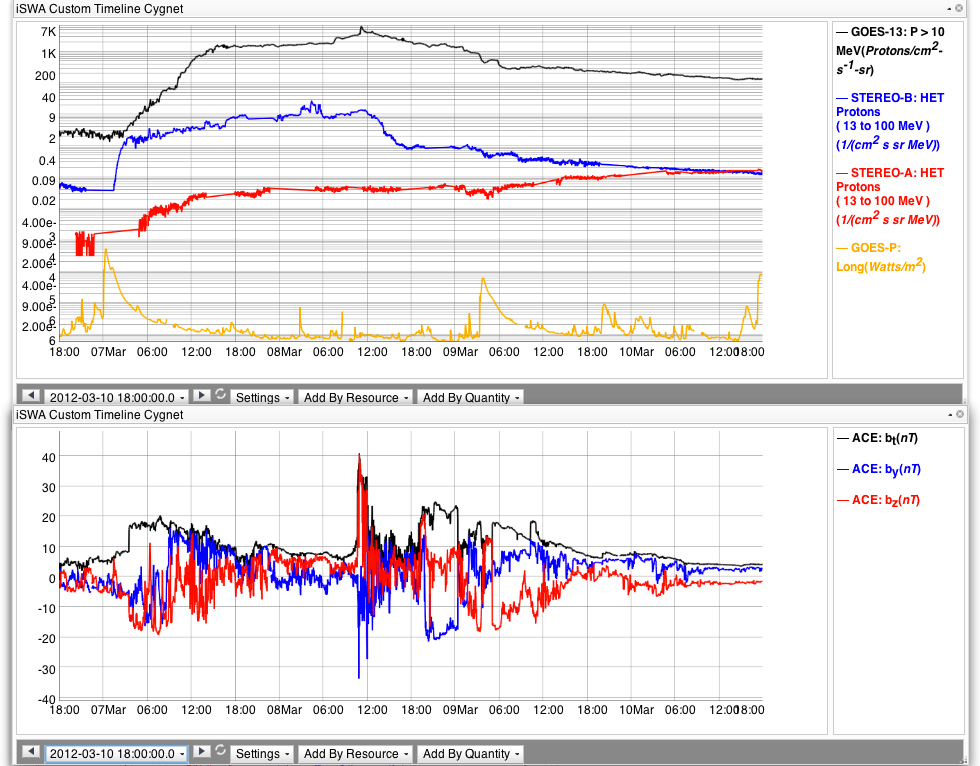 iSWA Custom Timeline Cygnet
7K
1K
200
40
9
2
0.4
0.09
0.02
4.00e-
3
9.00e-
4
2.00e-
4
4.00e-
5
9.00e-
6
2.00e-
6
18:00 07Mar 06:00 12:00 18:00 08Mar 06:00 12:00 18:00 09Mar 06:00 12:00 18:00 10Mar 06:00 12:00 18:00
— GOES-13: P > 10
MeV(Protons/cm2-
s-1-sr)
— STEREO-B: HET
Protons
( 13 to 100 MeV )
(1/(cm2 s sr MeV))
— STEREO-A: HET
Protons
( 13 to 100 MeV )
(1/(cm2 s sr MeV))
— GOES-P:
Long(Watts/m2)
2012-03-10 18:00:00.0 Settings Add By Resource Add By Quantity
iSWA Custom Timeline Cygnet
40
30
20
10
0
-10
-20
-30
-40
18:00 07Mar 06:00 12:00 18:00 08Mar 06:00 12:00 18:00 09Mar 06:00 12:00 18:00 10Mar 06:00 12:00 18:00
— ACE: bt(nT)
— ACE: by(nT)
— ACE: bz(nT)
2012-03-10 18:00:00.0 Settings Add By Resource Add By Quantity